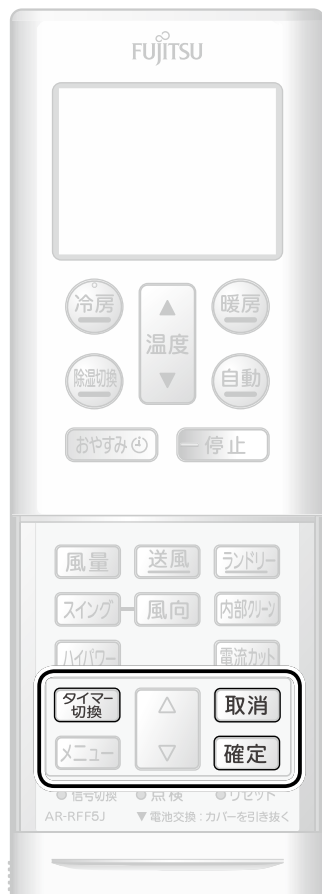 FUJITSU
冷房 ▲ 暖房
温度
除湿切換 ▼ 自動
おやすみ 停止
風量 送風 ランドリー
スイング 風向 内部クリーン
ハイパワー 電流カット
タイマー切換 △ 取消
メニュー ▽ 確定
信号切換 点検 リセット
AR-RFF5J ▼電池交換：カバーを引き抜く